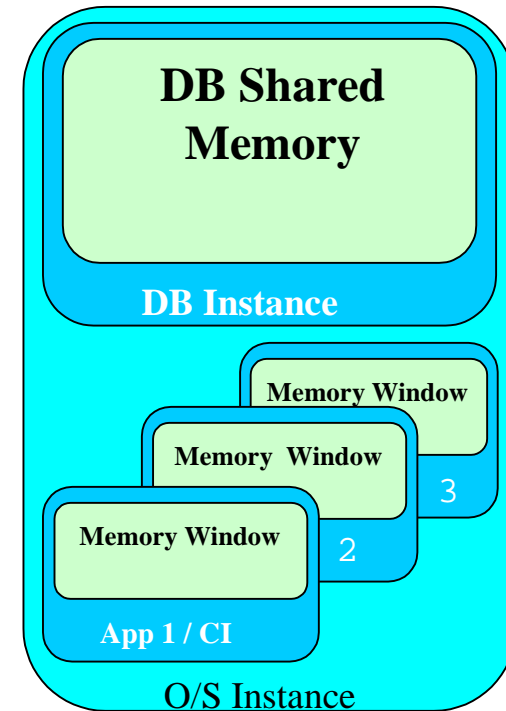 DB Shared
Memory
DB Instance
Memory Window
3
Memory Window
2
Memory Window
App 1 / CI
O/S Instance